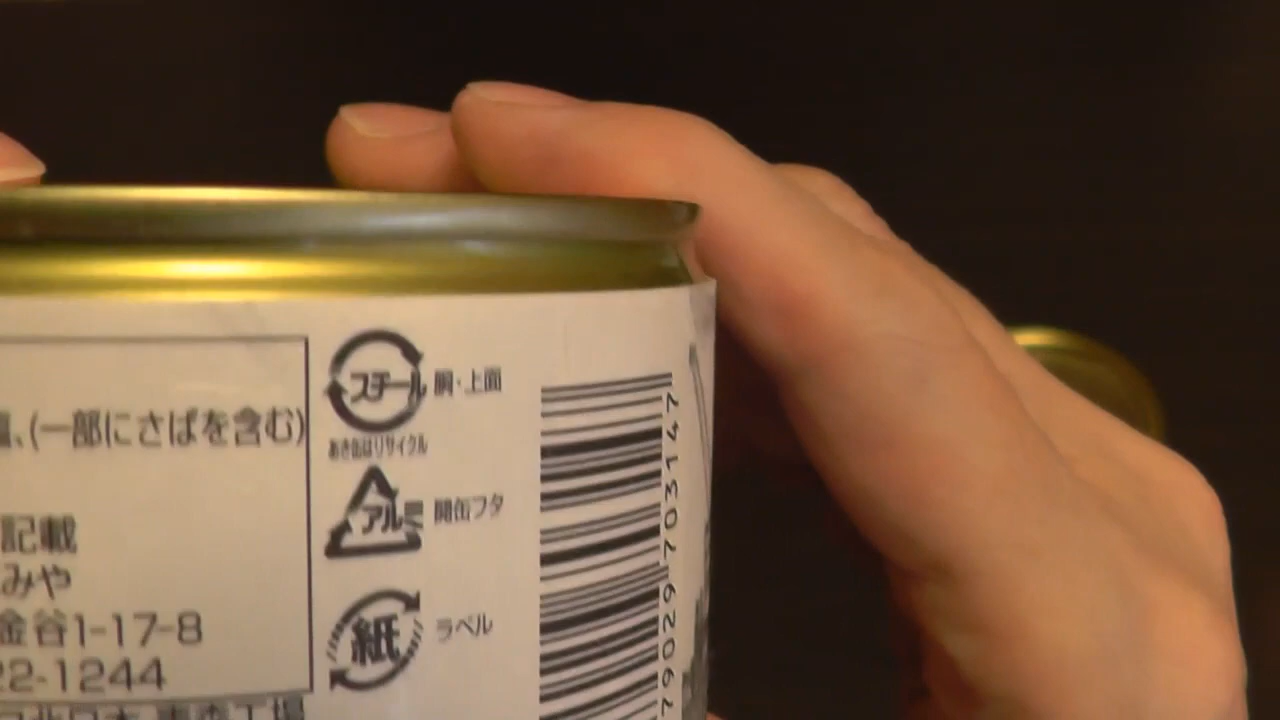 、(一部にさばを含む)
記載
みや
金谷1-17-8
22-1244
スチール
胴・上面
あき缶はリサイクル
アルミ
開缶フタ
紙
ラベル
79029 703147